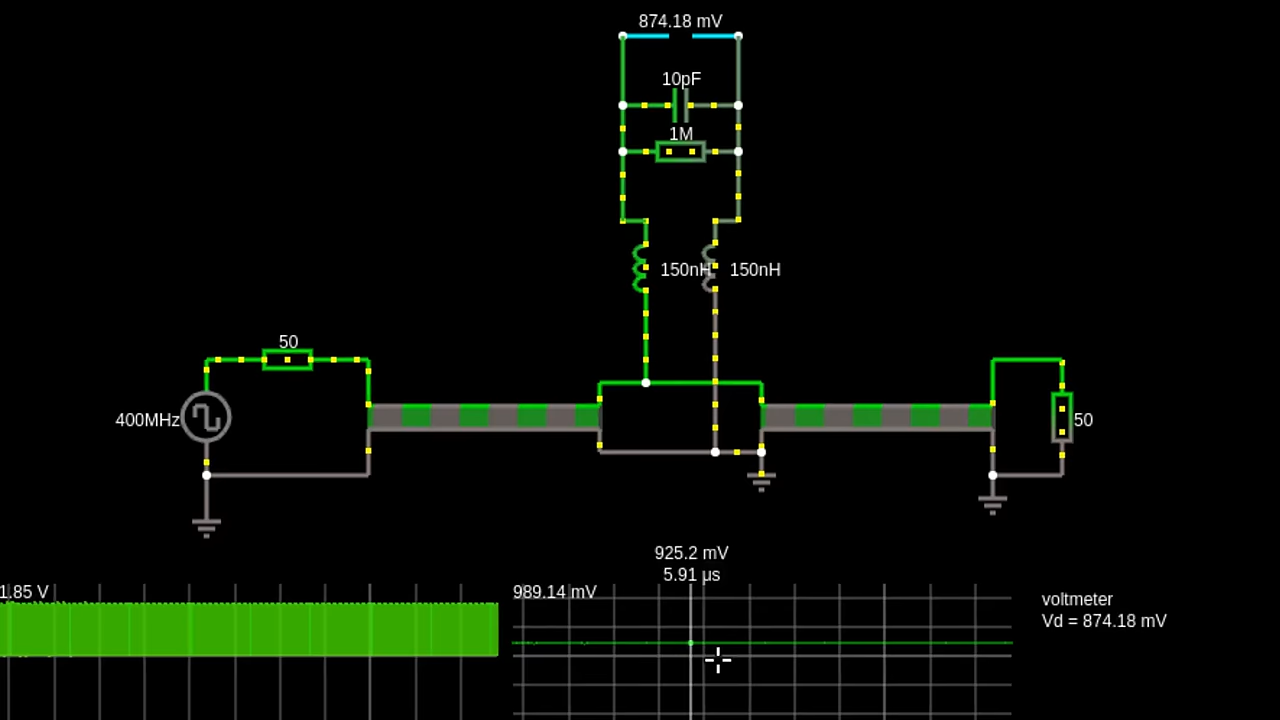 874.18 mV
10pF
1M
150nH
150nH
50
400MHz
50
925.2 mV
5.91 µs
1.85 V
989.14 mV
voltmeter
Vd = 874.18 mV